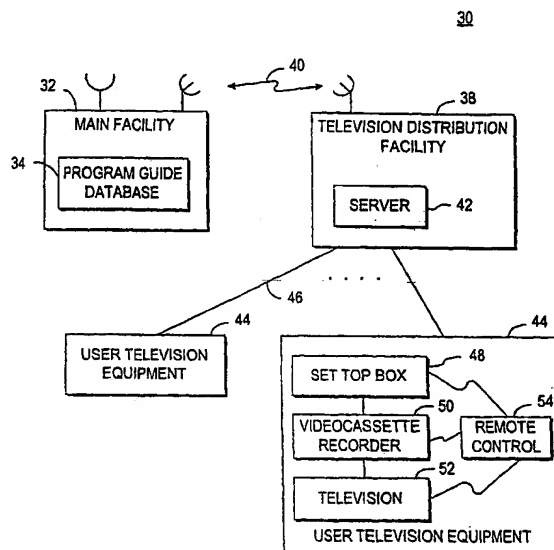 30
40
32
38
MAIN FACILITY
34
PROGRAM GUIDE
DATABASE
TELEVISION DISTRIBUTION
FACILITY
SERVER
42
46
44
USER TELEVISION
EQUIPMENT
44
48
SET TOP BOX
50
54
VIDEOCASSETTE
RECORDER
REMOTE
CONTROL
52
TELEVISION
USER TELEVISION EQUIPMENT